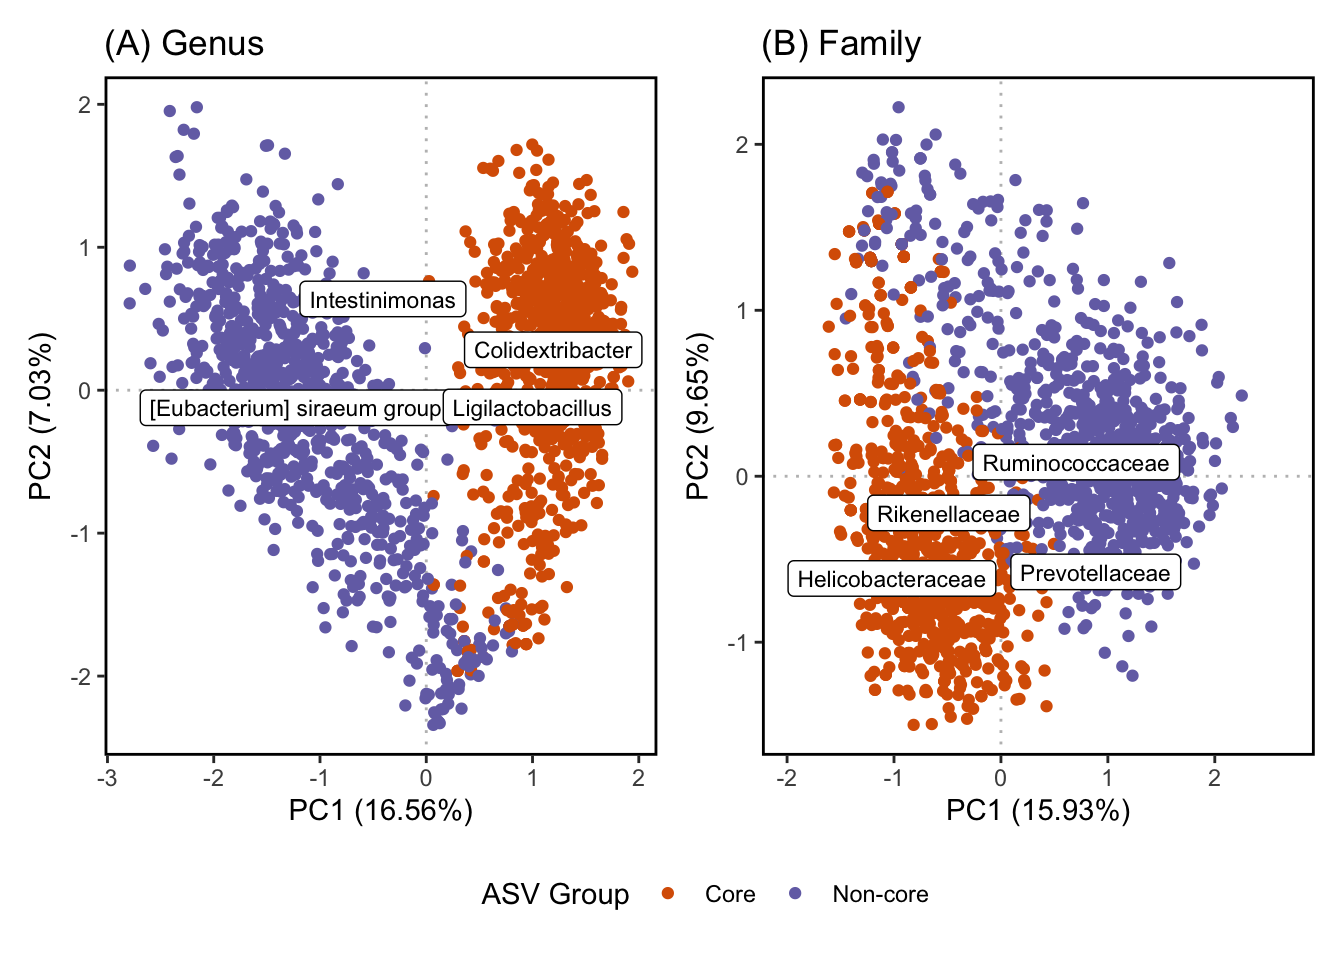 (A) Genus
(B) Family
PC2 (7.03%)
2
1
0
-1
-2
Intestinimonas
Colidextribacter
[Eubacterium] siraeum group
Ligilactobacillus
-3
-2
-1
0
1
2
PC1 (16.56%)
PC2 (9.65%)
2
1
0
-1
Ruminococcaceae
Rikenellaceae
Prevotellaceae
Helicobacteraceae
-2
-1
0
1
2
PC1 (15.93%)
ASV Group
Core
Non-core